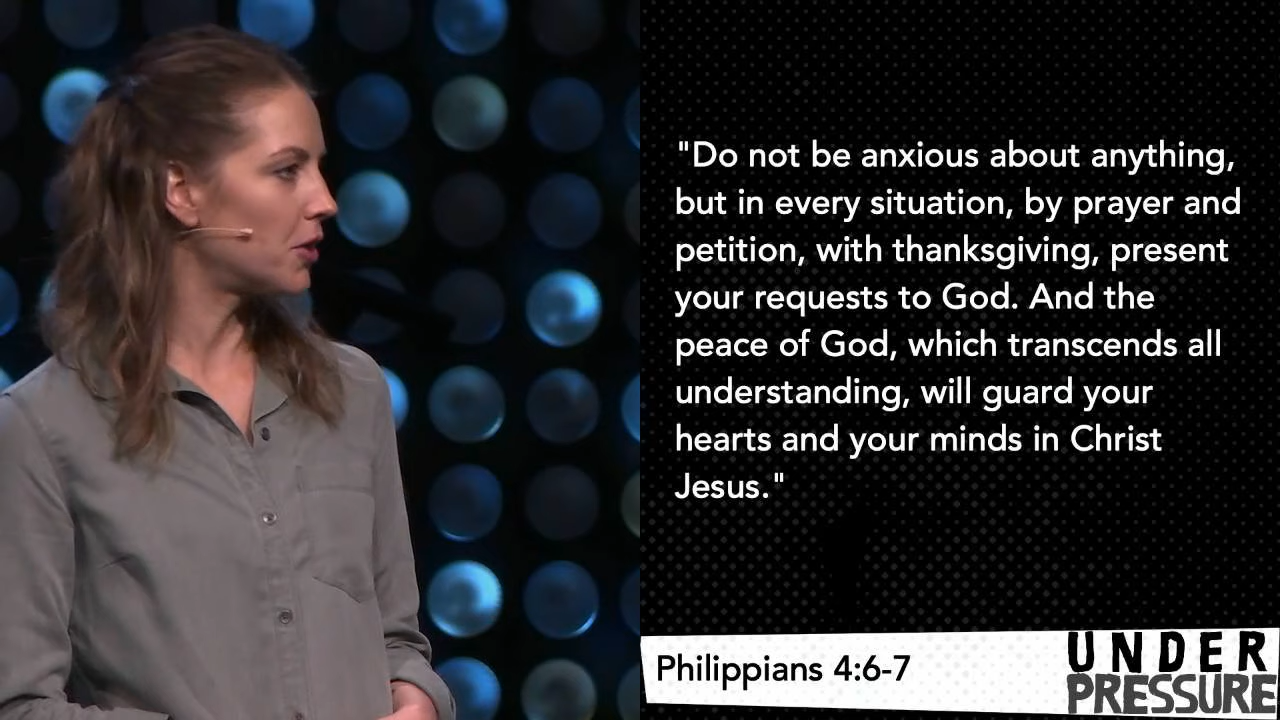 "Do not be anxious about anything,
but in every situation, by prayer and
petition, with thanksgiving, present
your requests to God. And the
peace of God, which transcends all
understanding, will guard your
hearts and your minds in Christ
Jesus."
Philippians 4:6-7
UNDER
PRESSURE